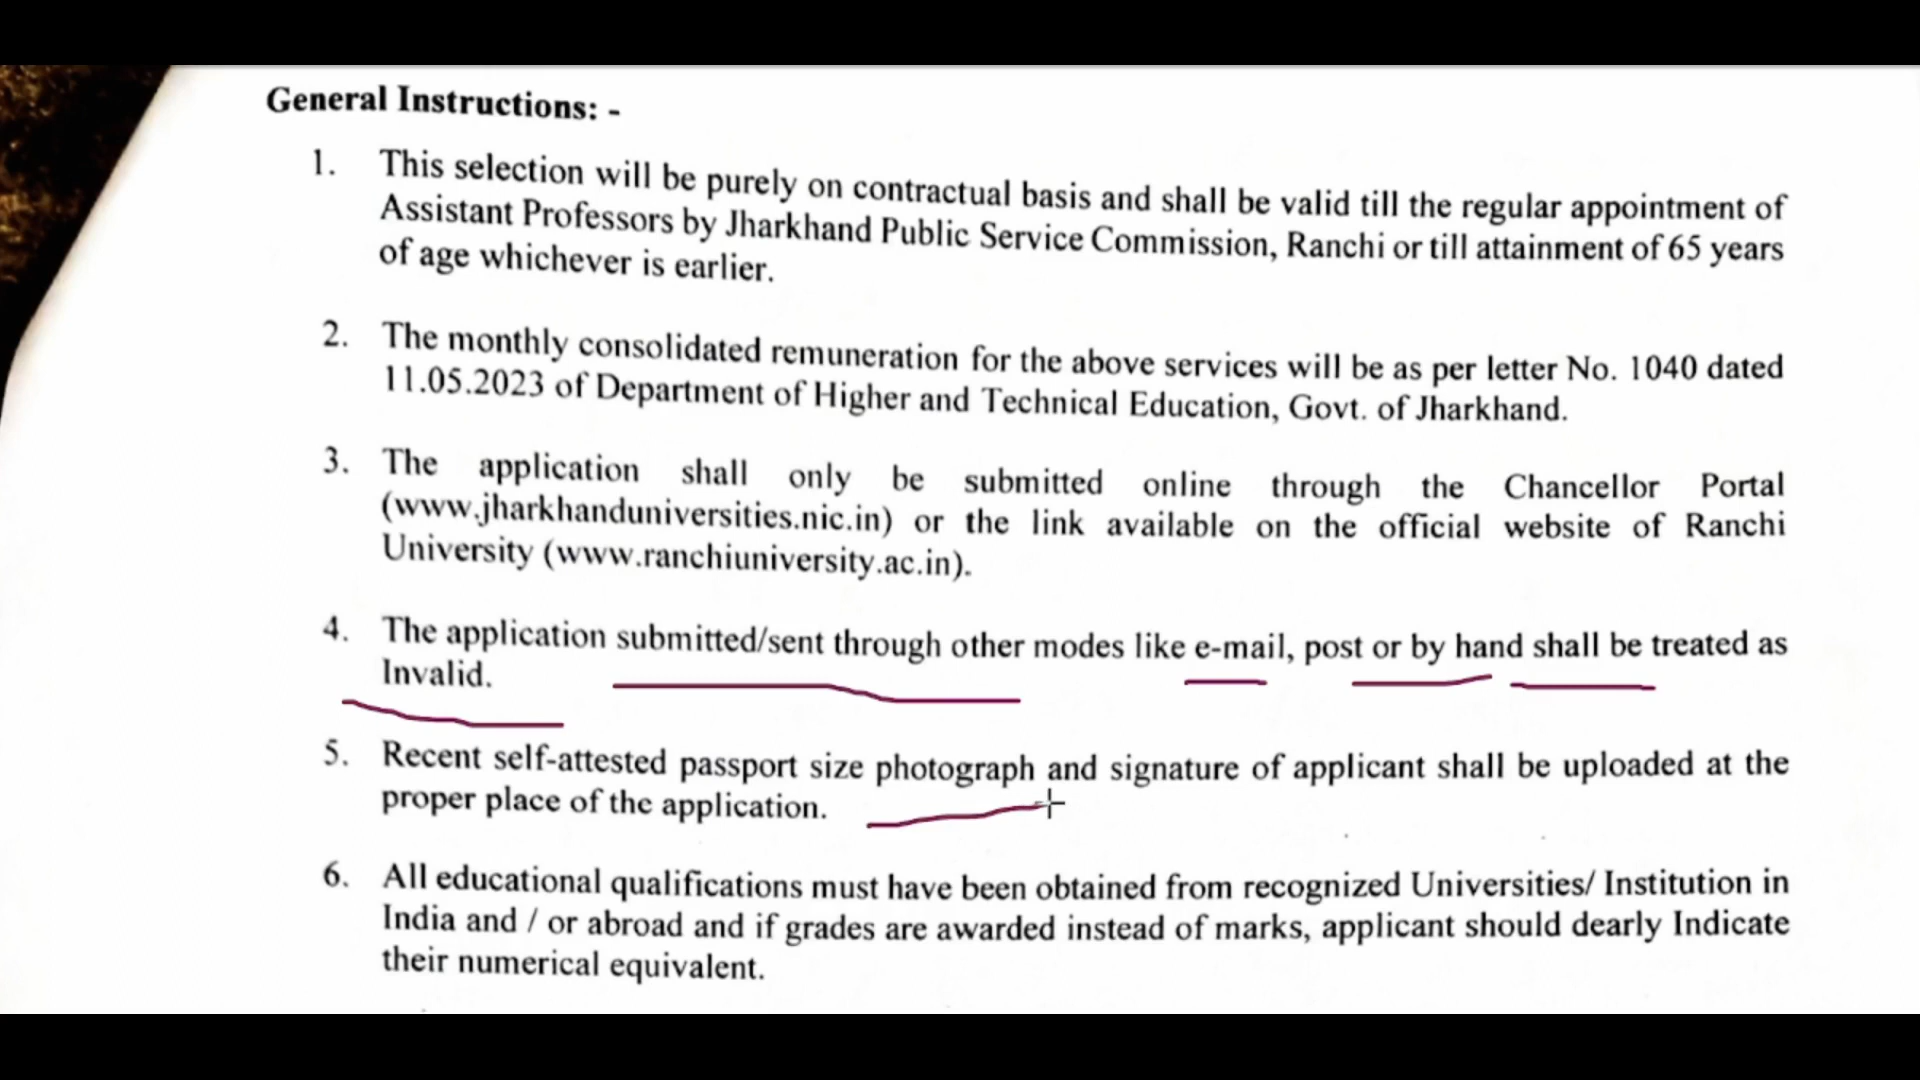 General Instructions: -
1. This selection will be purely on contractual basis and shall be valid till the regular appointment of
Assistant Professors by Jharkhand Public Service Commission, Ranchi or till attainment of 65 years
of age whichever is earlier.
2. The monthly consolidated remuneration for the above services will be as per letter No. 1040 dated
11.05.2023 of Department of Higher and Technical Education, Govt. of Jharkhand.
3. The application shall only be submitted online through the Chancellor Portal
(www.jharkhanduniversities.nic.in) or the link available on the official website of Ranchi
University (www.ranchiuniversity.ac.in).
4. The application submitted/sent through other modes like e-mail, post or by hand shall be treated as
Invalid.
5. Recent self-attested passport size photograph and signature of applicant shall be uploaded at the
proper place of the application.
6. All educational qualifications must have been obtained from recognized Universities/ Institution in
India and / or abroad and if grades are awarded instead of marks, applicant should dearly Indicate
their numerical equivalent.